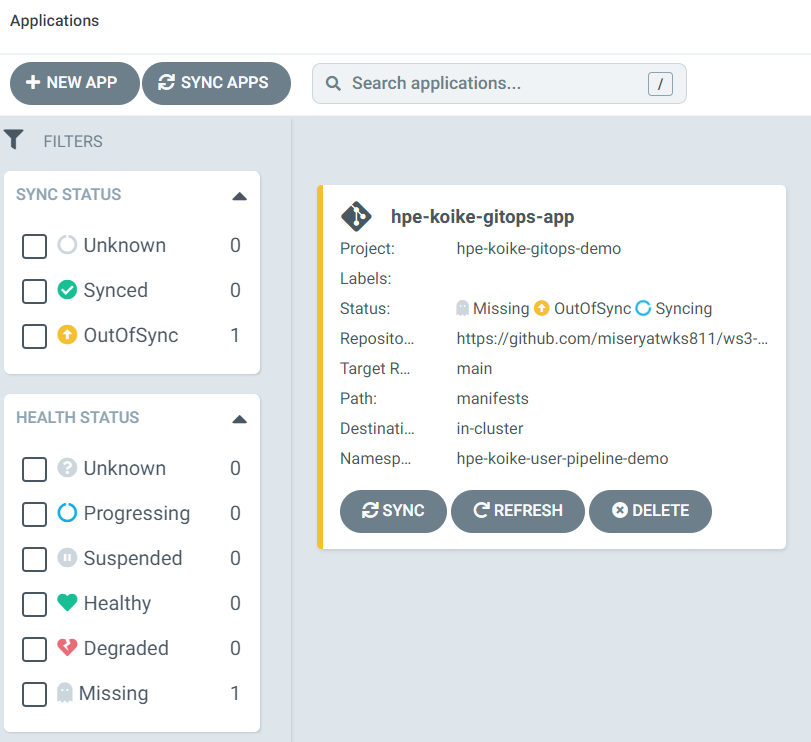 Applications
NEW APP
SYNC APPS
Search applications...
/
FILTERS
SYNC STATUS
Unknown 0
Synced 0
OutOfSync 1
HEALTH STATUS
Unknown 0
Progressing 0
Suspended 0
Healthy 0
Degraded 0
Missing 1
hpe-koike-gitops-app
Project: hpe-koike-gitops-demo
Labels:
Status: Missing OutOfSync Syncing
Reposito... https://github.com/miseryatwks811/ws3-...
Target R... main
Path: manifests
Destinati... in-cluster
Namesp... hpe-koike-user-pipeline-demo
SYNC REFRESH DELETE